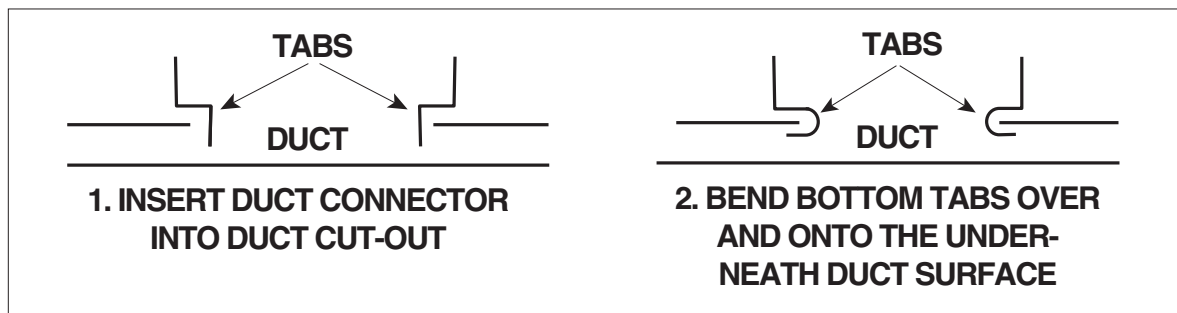 TABS
DUCT
1. INSERT DUCT CONNECTOR
INTO DUCT CUT-OUT
TABS
DUCT
2. BEND BOTTOM TABS OVER
AND ONTO THE UNDER-
NEATH DUCT SURFACE